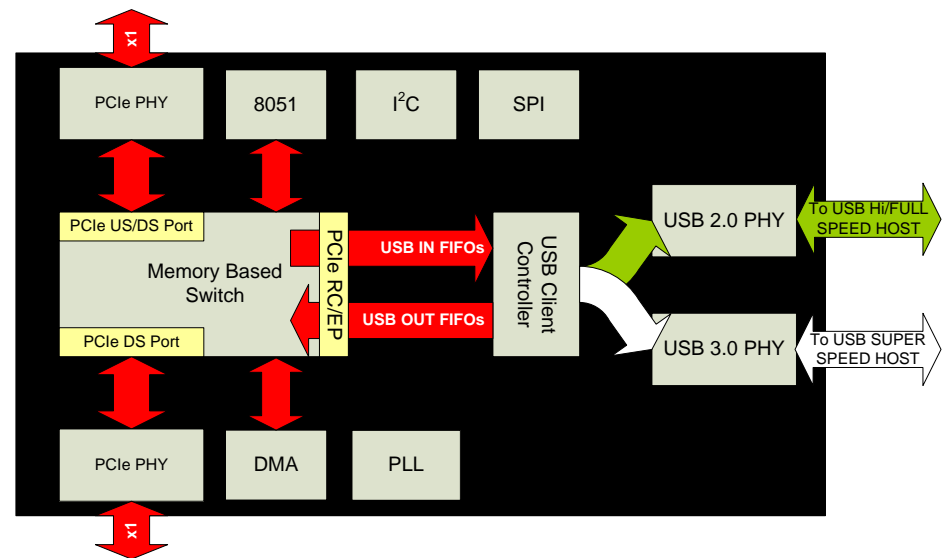 x1
PCIe PHY
8051
I²C
SPI
PCIe US/DS Port
Memory Based
Switch
PCIe DS Port
PCIe RC/EP
USB IN FIFOs
USB OUT FIFOs
USB Client
Controller
USB 2.0 PHY
To USB Hi/FULL
SPEED HOST
USB 3.0 PHY
To USB SUPER
SPEED HOST
PCIe PHY
DMA
PLL
x1